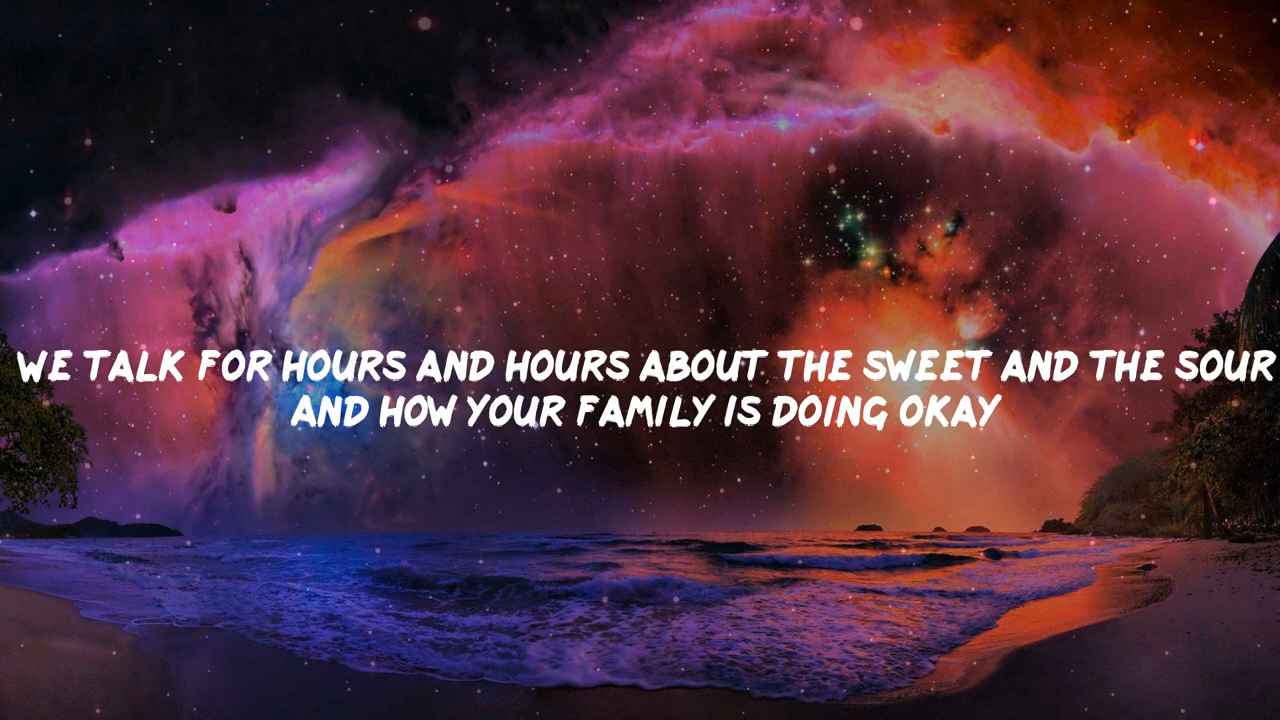 WE TALK FOR HOURS AND HOURS ABOUT THE SWEET AND THE SOUR
AND HOW YOUR FAMILY IS DOING OKAY